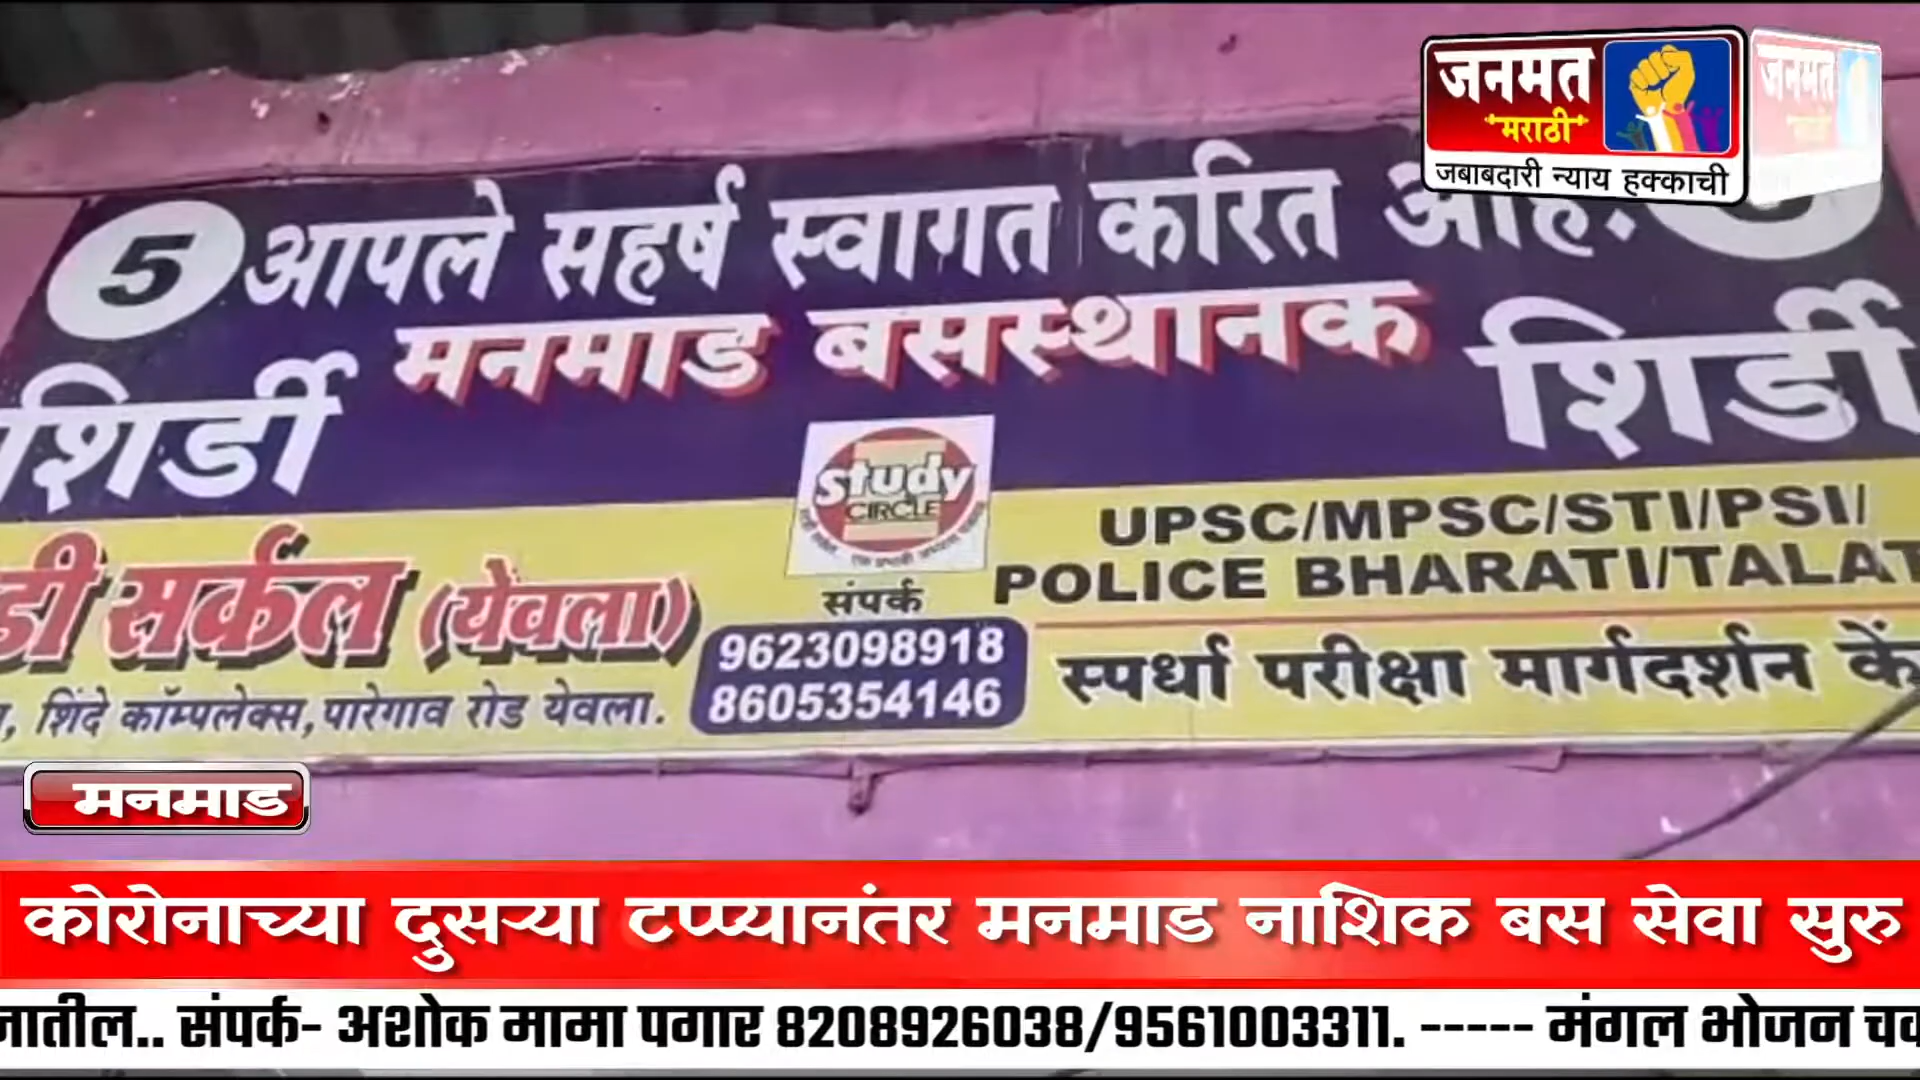 जनमत
मराठी
जबाबदारी न्याय हक्काची
5 आपले सहर्ष स्वागत करित आहे.
मनमाड बसस्थानक
शिर्डी
शिर्डी
Study
CIRCLE
UPSC/MPSC/STI/PSI/
POLICE BHARATI/TALAT
डी सर्कल (येवला)
संपर्क
9623098918
8605354146
स्पर्धा परीक्षा मार्गदर्शन कें
शिंदे कॉम्पलेक्स, पारेगाव रोड येवला.
मनमाड
कोरोनाच्या दुसऱ्या टप्प्यानंतर मनमाड नाशिक बस सेवा सुरु
नातील.. संपर्क- अशोक मामा पगार 8208926038/9561003311. ----- मंगल भोजन